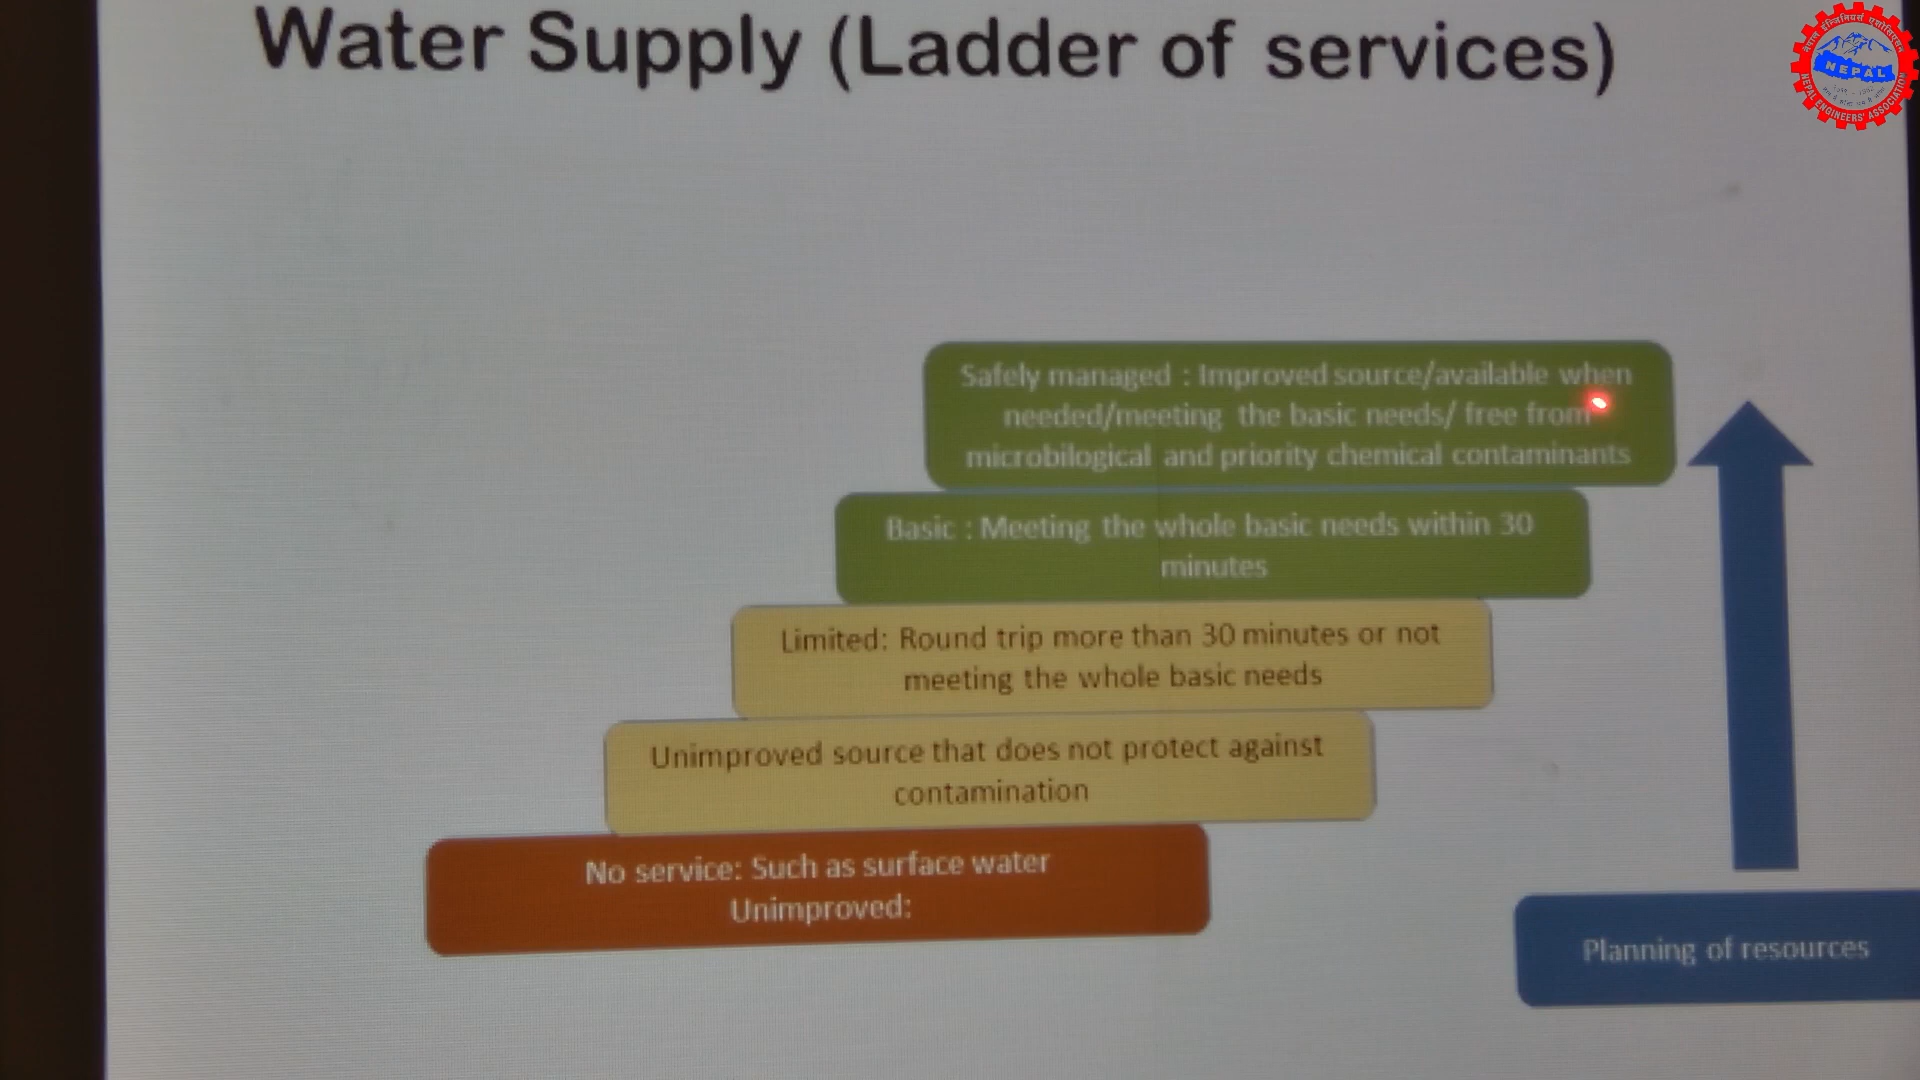 Water Supply (Ladder of services)
NEPAL
NEPAL ENGINEERS' ASSOCIATION
Safely managed : Improved source/available when
needed/meeting the basic needs/ free from
microbilogical and priority chemical contaminants
Basic : Meeting the whole basic needs within 30
minutes
Limited: Round trip more than 30 minutes or not
meeting the whole basic needs
Unimproved source that does not protect against
contamination
No service: Such as surface water
Unimproved:
Planning of resources